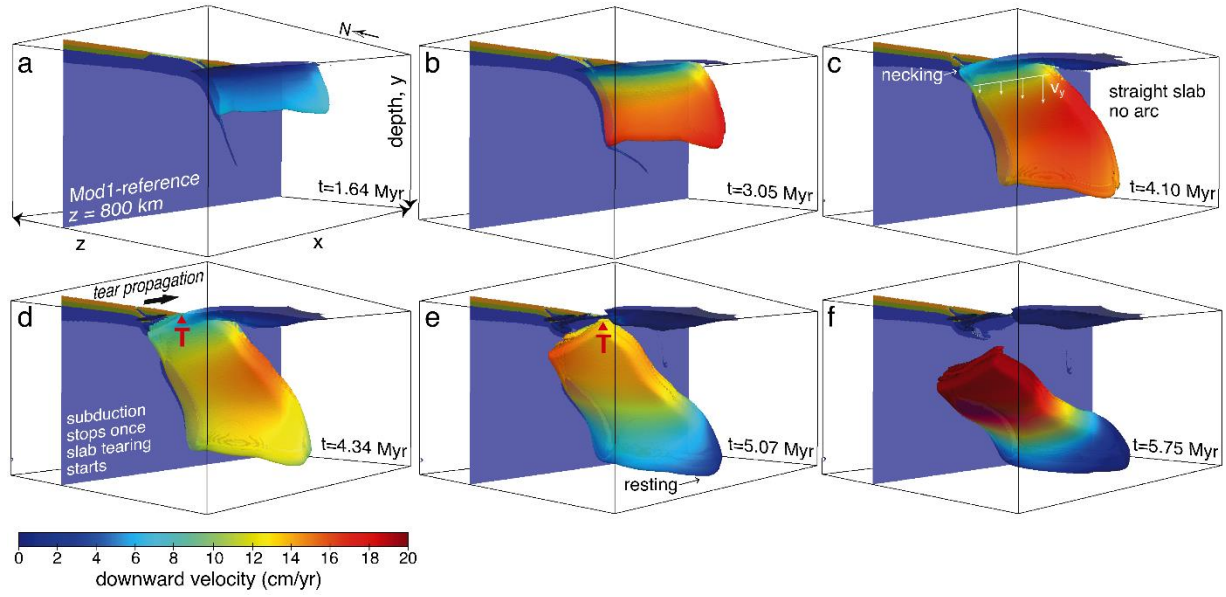 a
N
depth, y
Mod1-reference
z = 800 km
t=1.64 Myr
z
x
b
t=3.05 Myr
c
necking
vy
straight slab
no arc
t=4.10 Myr
d
tear propagation
T
subduction
stops once
slab tearing
starts
t=4.34 Myr
e
T
t=5.07 Myr
resting
f
t=5.75 Myr
0 2 4 6 8 10 12 14 16 18 20
downward velocity (cm/yr)